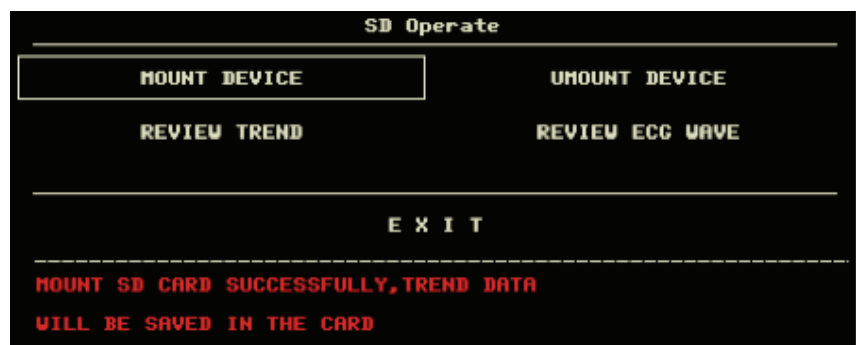 SD Operate
MOUNT DEVICE
UMOUNT DEVICE
REVIEW TREND
REVIEW ECG WAVE
E X I T
MOUNT SD CARD SUCCESSFULLY,TREND DATA
WILL BE SAVED IN THE CARD